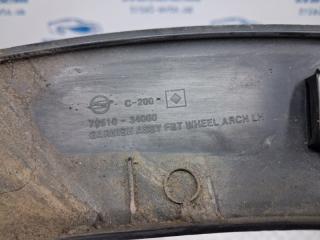 C-200
79510 - 34000
GARNISH ASSY FRT WHEEL ARCH LH